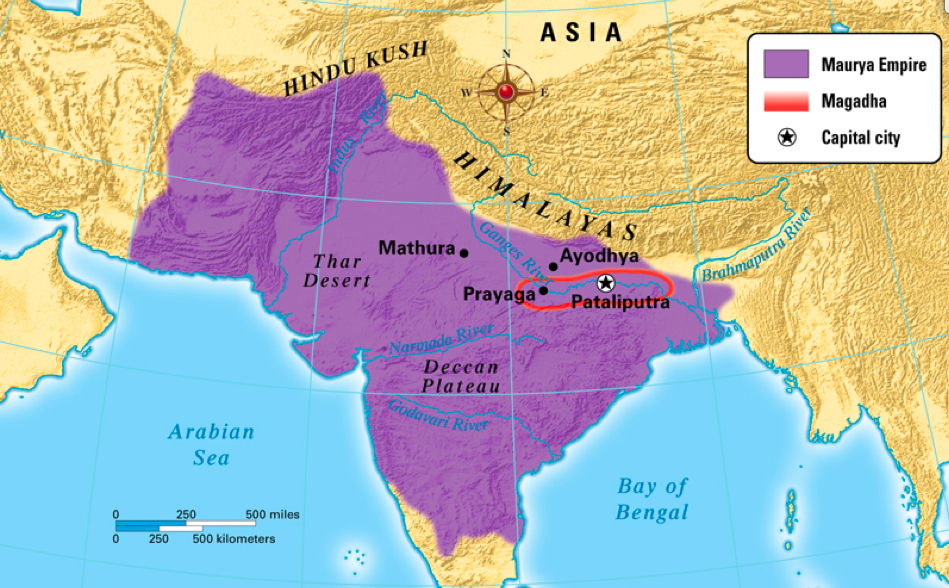 ASIA
HINDU KUSH
N
W E
S
Maurya Empire
Magadha
Capital city
Indus River
HIMALAYAS
Ganges River
Mathura
Ayodhya
Thar
Desert
Brahmaputra River
Prayaga
Pataliputra
Narmada River
Deccan
Plateau
Godavari River
Arabian
Sea
Bay of
Bengal
0 250 500 miles
0 250 500 kilometers